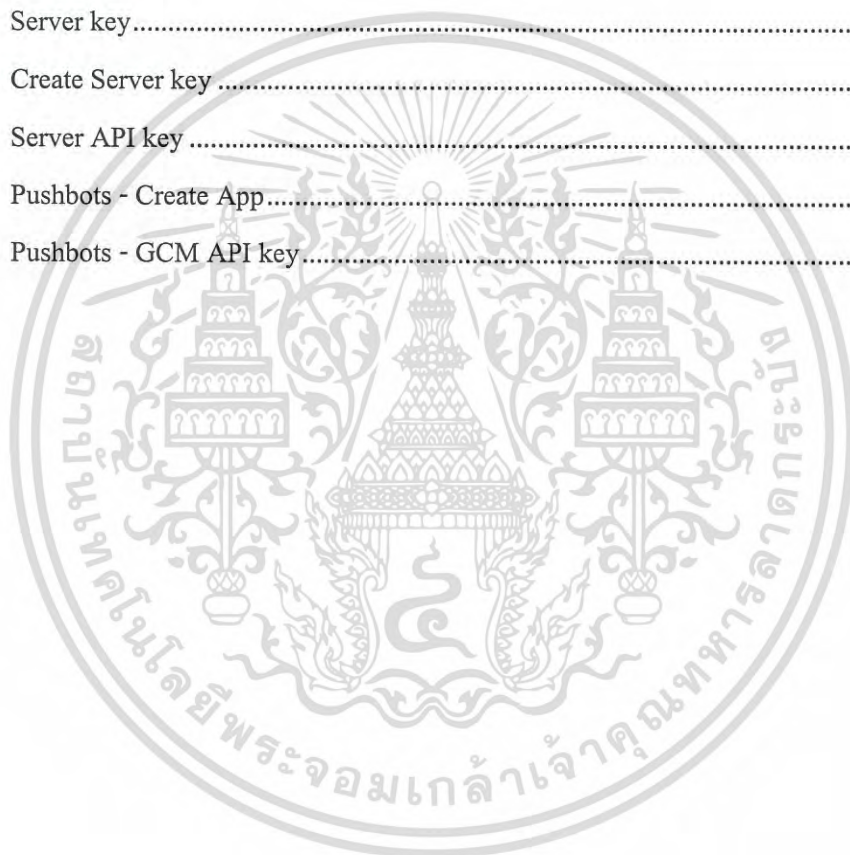 Server key................................................................................
Create Server key................................................................................
Server API key................................................................................
Pushbots - Create App................................................................................
Pushbots - GCM API key................................................................................
สถาบันเทคโนโลยีพระจอมเกล้าเจ้าคุณทหารลาดกระบัง